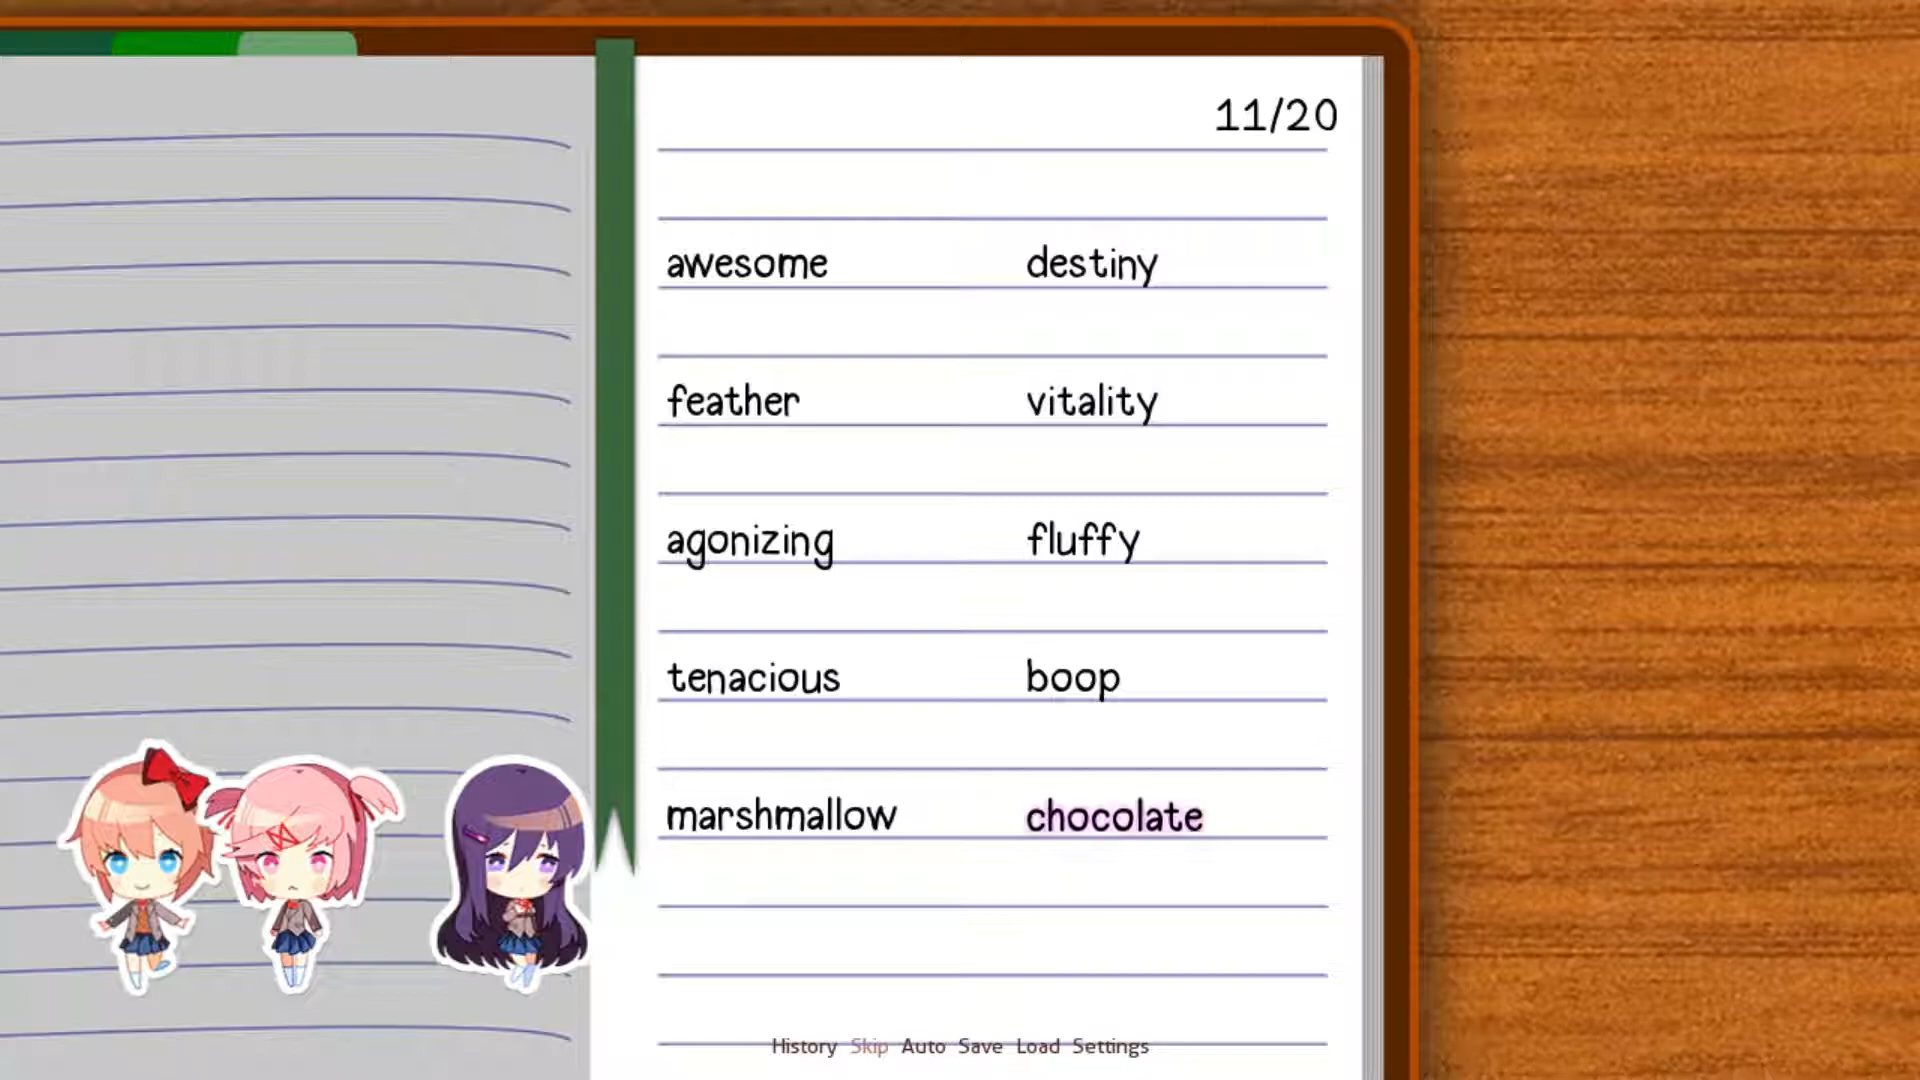 11/20
awesome destiny
feather vitality
agonizing fluffy
tenacious boop
marshmallow chocolate
History Skip Auto Save Load Settings